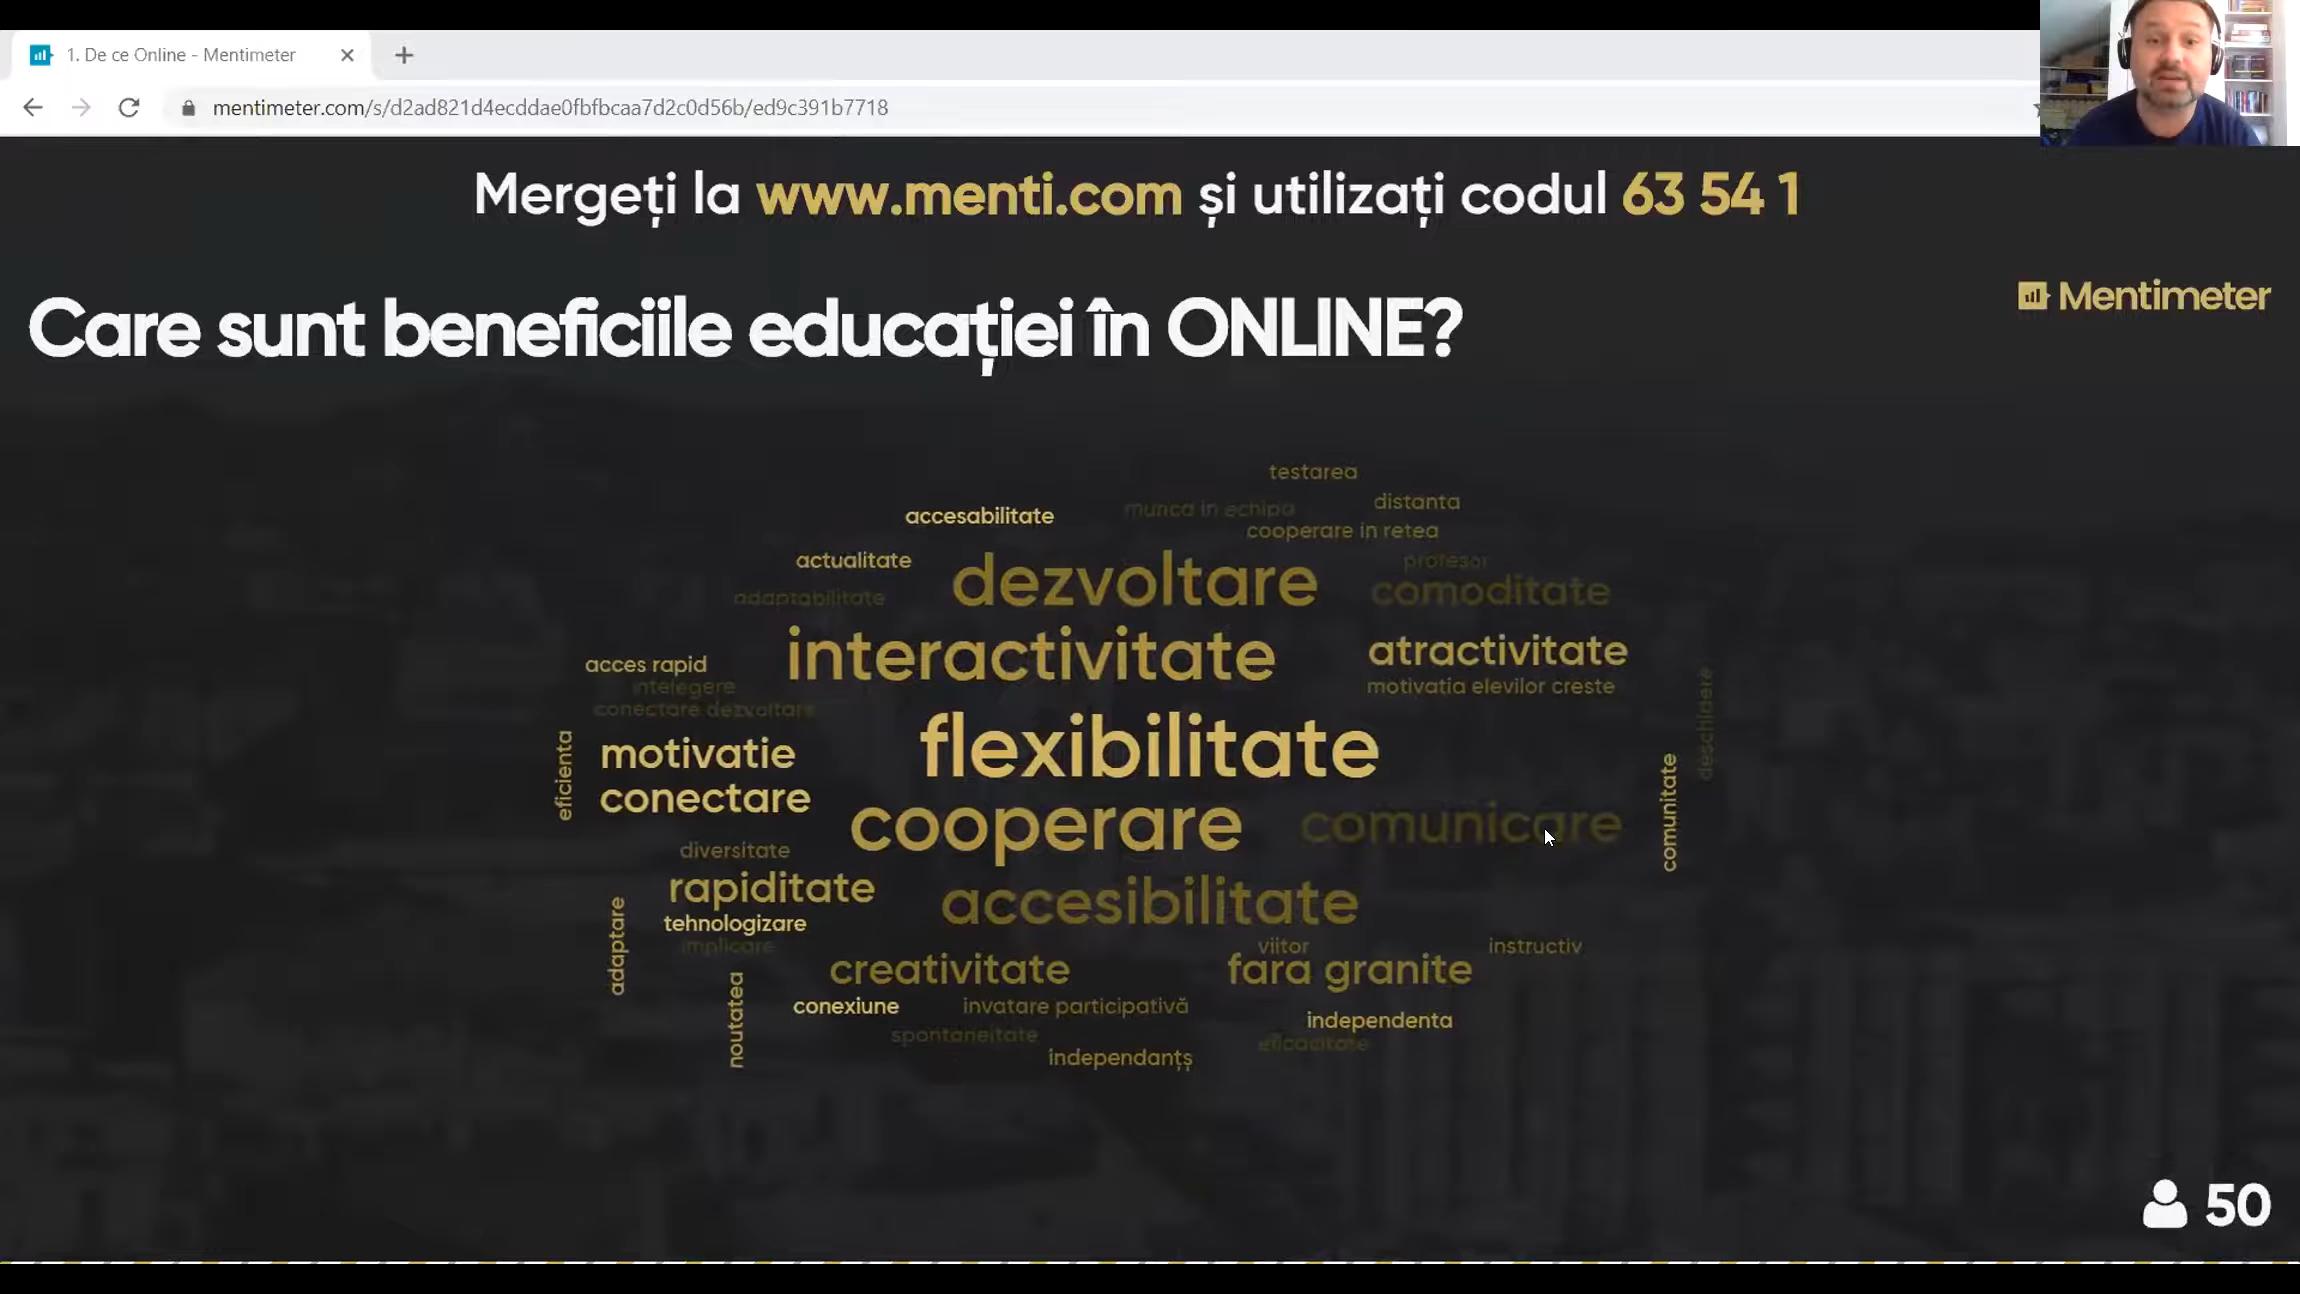 1. De ce Online - Mentimeter
mentimeter.com/s/d2ad821d4ecddae0fbfbcaa7d2c0d56b/ed9c391b7718
Mergeți la www.menti.com și utilizați codul 63 54 1
Mentimeter
Care sunt beneficiile educației în ONLINE?
testarea
distanta
accesabilitate
munca in echipa
cooperare in retea
actualitate
profesor
dezvoltare
comoditate
adaptabilitate
interactivitate
atractivitate
acces rapid
intelegere
motivatia elevilor creste
conectare dezvoltare
deschidere
flexibilitate
motivatie
eficienta
conectare
comunitate
cooperare
comunicare
diversitate
rapiditate
accesibilitate
tehnologizare
implicare
adaptare
viitor
instructiv
creativitate
fara granite
conexiune
invatare participativă
noutatea
independenta
spontaneitate
eficacitate
independanțș
50